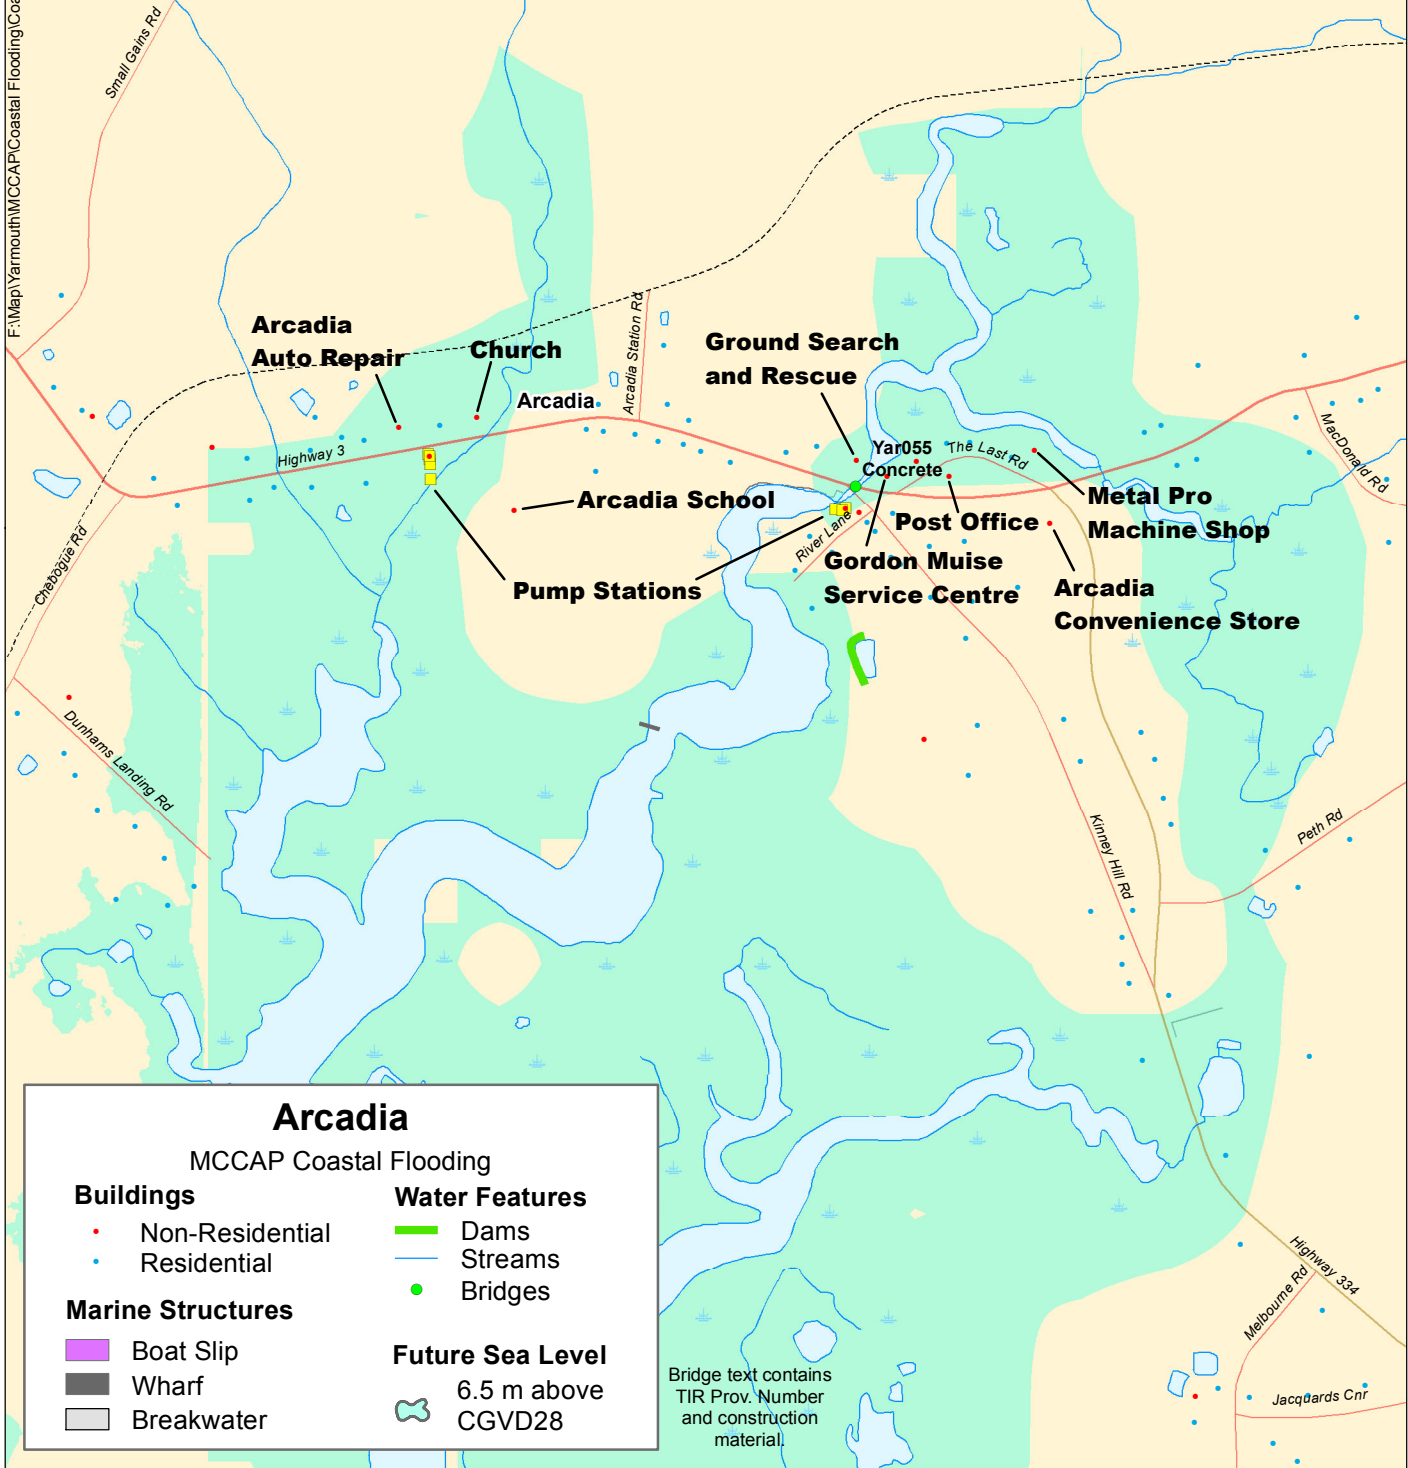 F:\Map\Yarmouth\MCCAP\Coastal Flooding\Coa
Small Gains Rd
Arcadia
Auto Repair
Church
Arcadia
Arcadia Station Rd
Ground Search
and Rescue
Yar055
Concrete
The Last Rd
Highway 3
MacDonald Rd
Chebogue Rd
Arcadia School
Pump Stations
River Lane
Post Office
Gordon Muise
Service Centre
Metal Pro
Machine Shop
Arcadia
Convenience Store
Dunhams Landing Rd
Kinney Hill Rd
Peth Rd
Highway 334
Melbourne Rd
Jacquards Cnr
Bridge text contains
TIR Prov. Number
and construction
material.
Arcadia
MCCAP Coastal Flooding
Buildings
Non-Residential
Residential
Marine Structures
Boat Slip
Wharf
Breakwater
Water Features
Dams
Streams
Bridges
Future Sea Level
6.5 m above
CGVD28